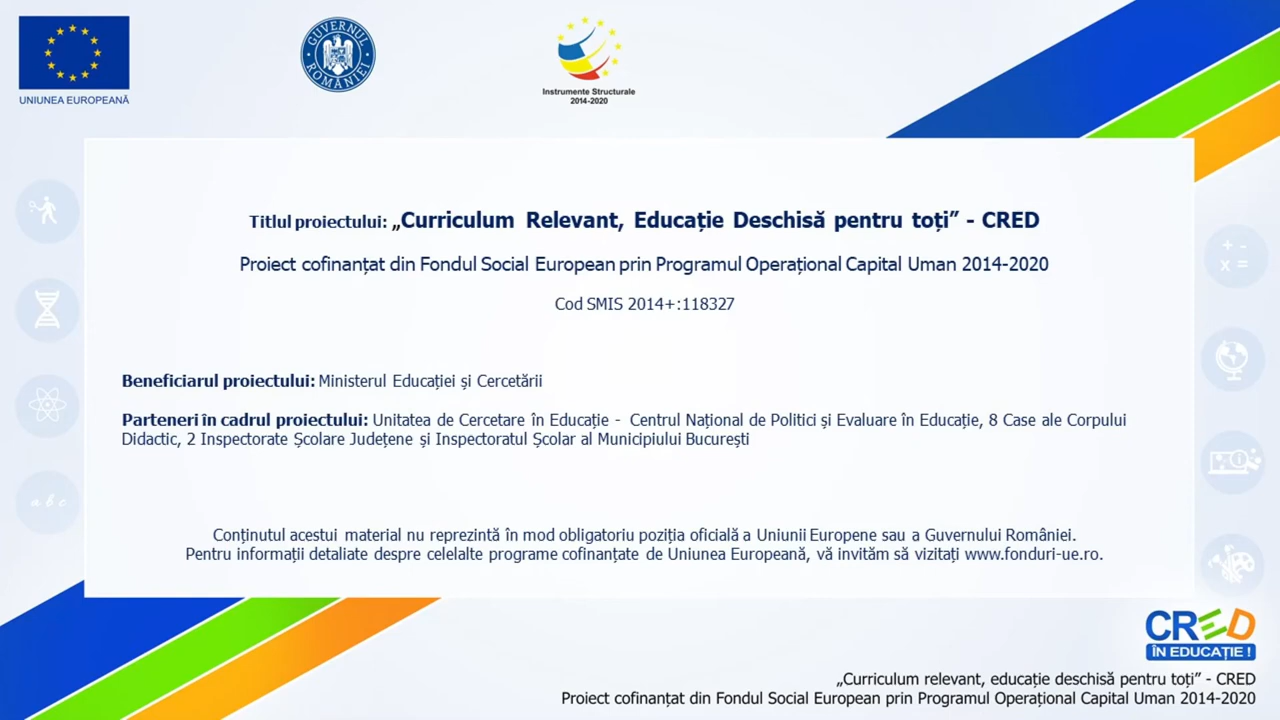 UNIUNEA EUROPEANĂ
GUVERNUL ROMÂNIEI
Instrumente Structurale
2014-2020
Titlul proiectului: „Curriculum Relevant, Educație Deschisă pentru toți” - CRED
Proiect cofinanțat din Fondul Social European prin Programul Operațional Capital Uman 2014-2020
Cod SMIS 2014+:118327
+ -
x =
Beneficiarul proiectului: Ministerul Educației și Cercetării
Parteneri în cadrul proiectului: Unitatea de Cercetare în Educație - Centrul Național de Politici și Evaluare în Educație, 8 Case ale Corpului
Didactic, 2 Inspectorate Școlare Județene și Inspectoratul Școlar al Municipiului București
a b c
Conținutul acestui material nu reprezintă în mod obligatoriu poziția oficială a Uniunii Europene sau a Guvernului României.
Pentru informații detaliate despre celelalte programe cofinanțate de Uniunea Europeană, vă invităm să vizitați www.fonduri-ue.ro.
CRED
ÎN EDUCAȚIE !
„Curriculum relevant, educație deschisă pentru toți” - CRED
Proiect cofinanțat din Fondul Social European prin Programul Operațional Capital Uman 2014-2020